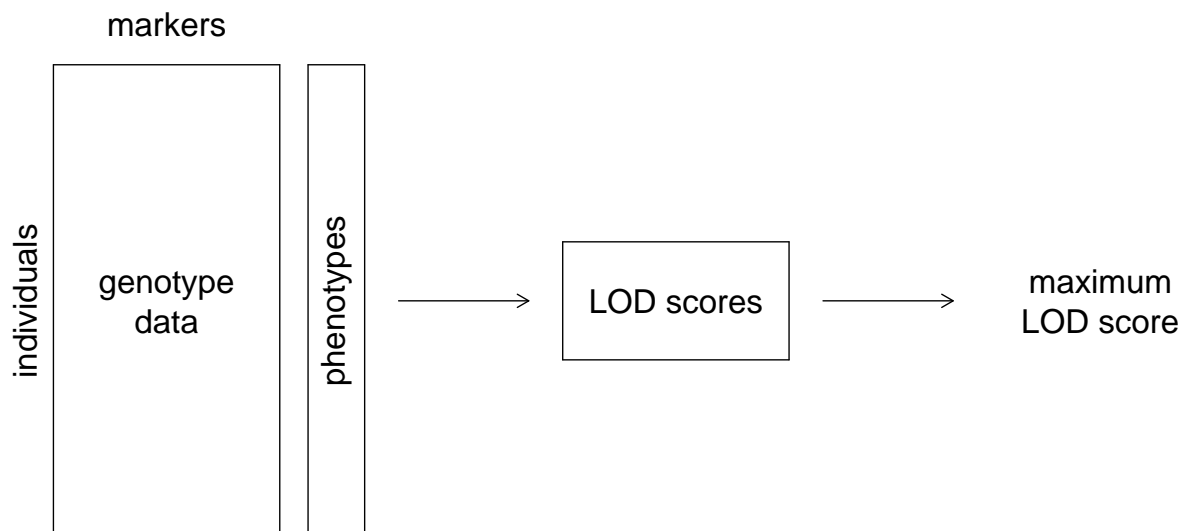 markers
individuals
genotype
data
phenotypes
LOD scores
maximum
LOD score